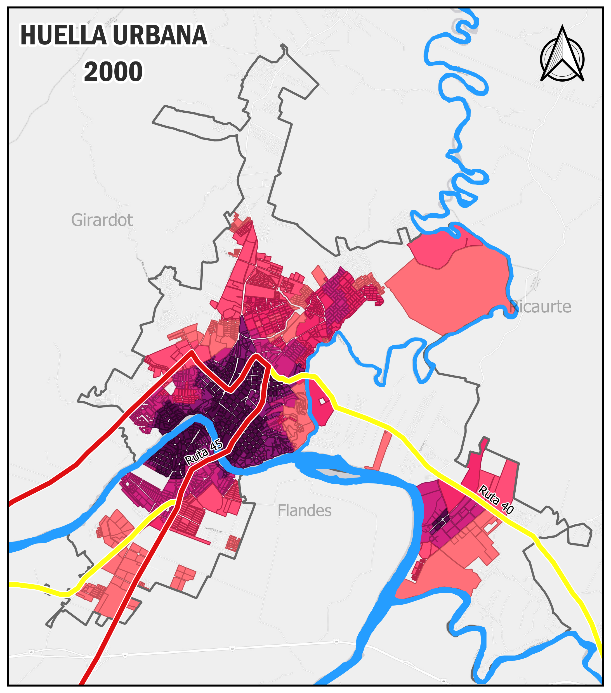 HUELLA URBANA
2000
Girardot
Ricaurte
Ruta 45
Ruta 40
Flandes